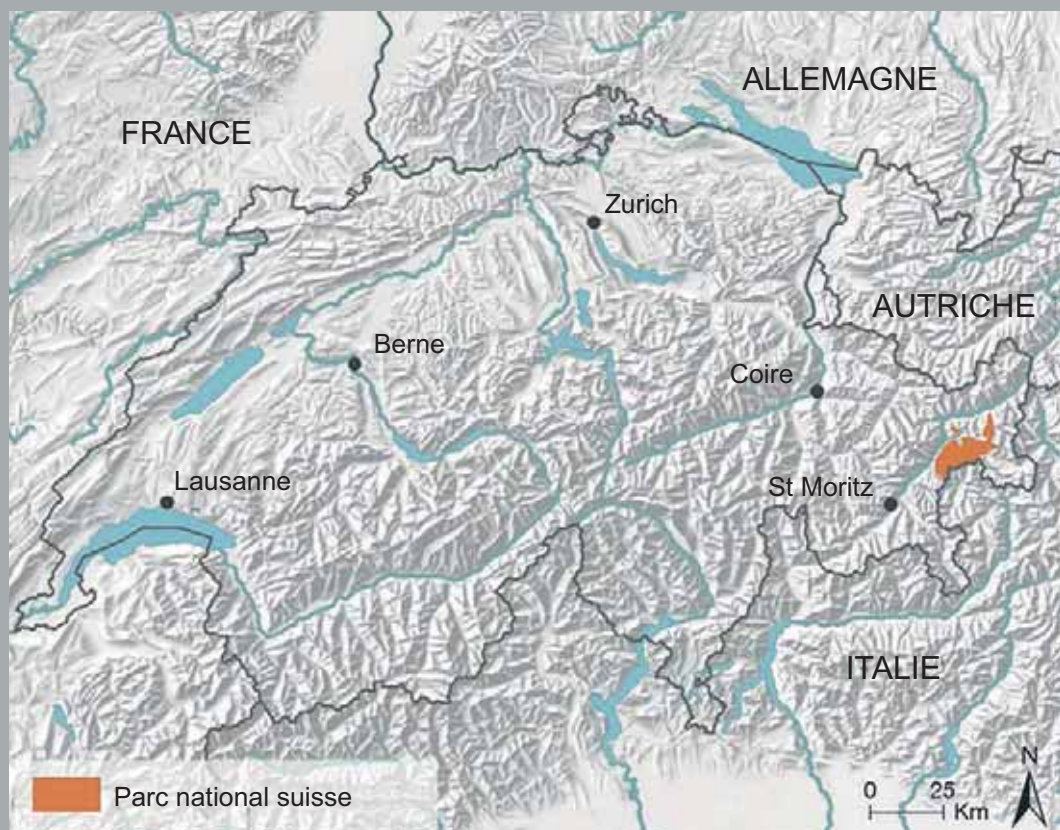 ALLEMAGNE
FRANCE
Zurich
AUTRICHE
Berne
Coire
Lausanne
St Moritz
ITALIE
N
Parc national suisse
0 25
Km